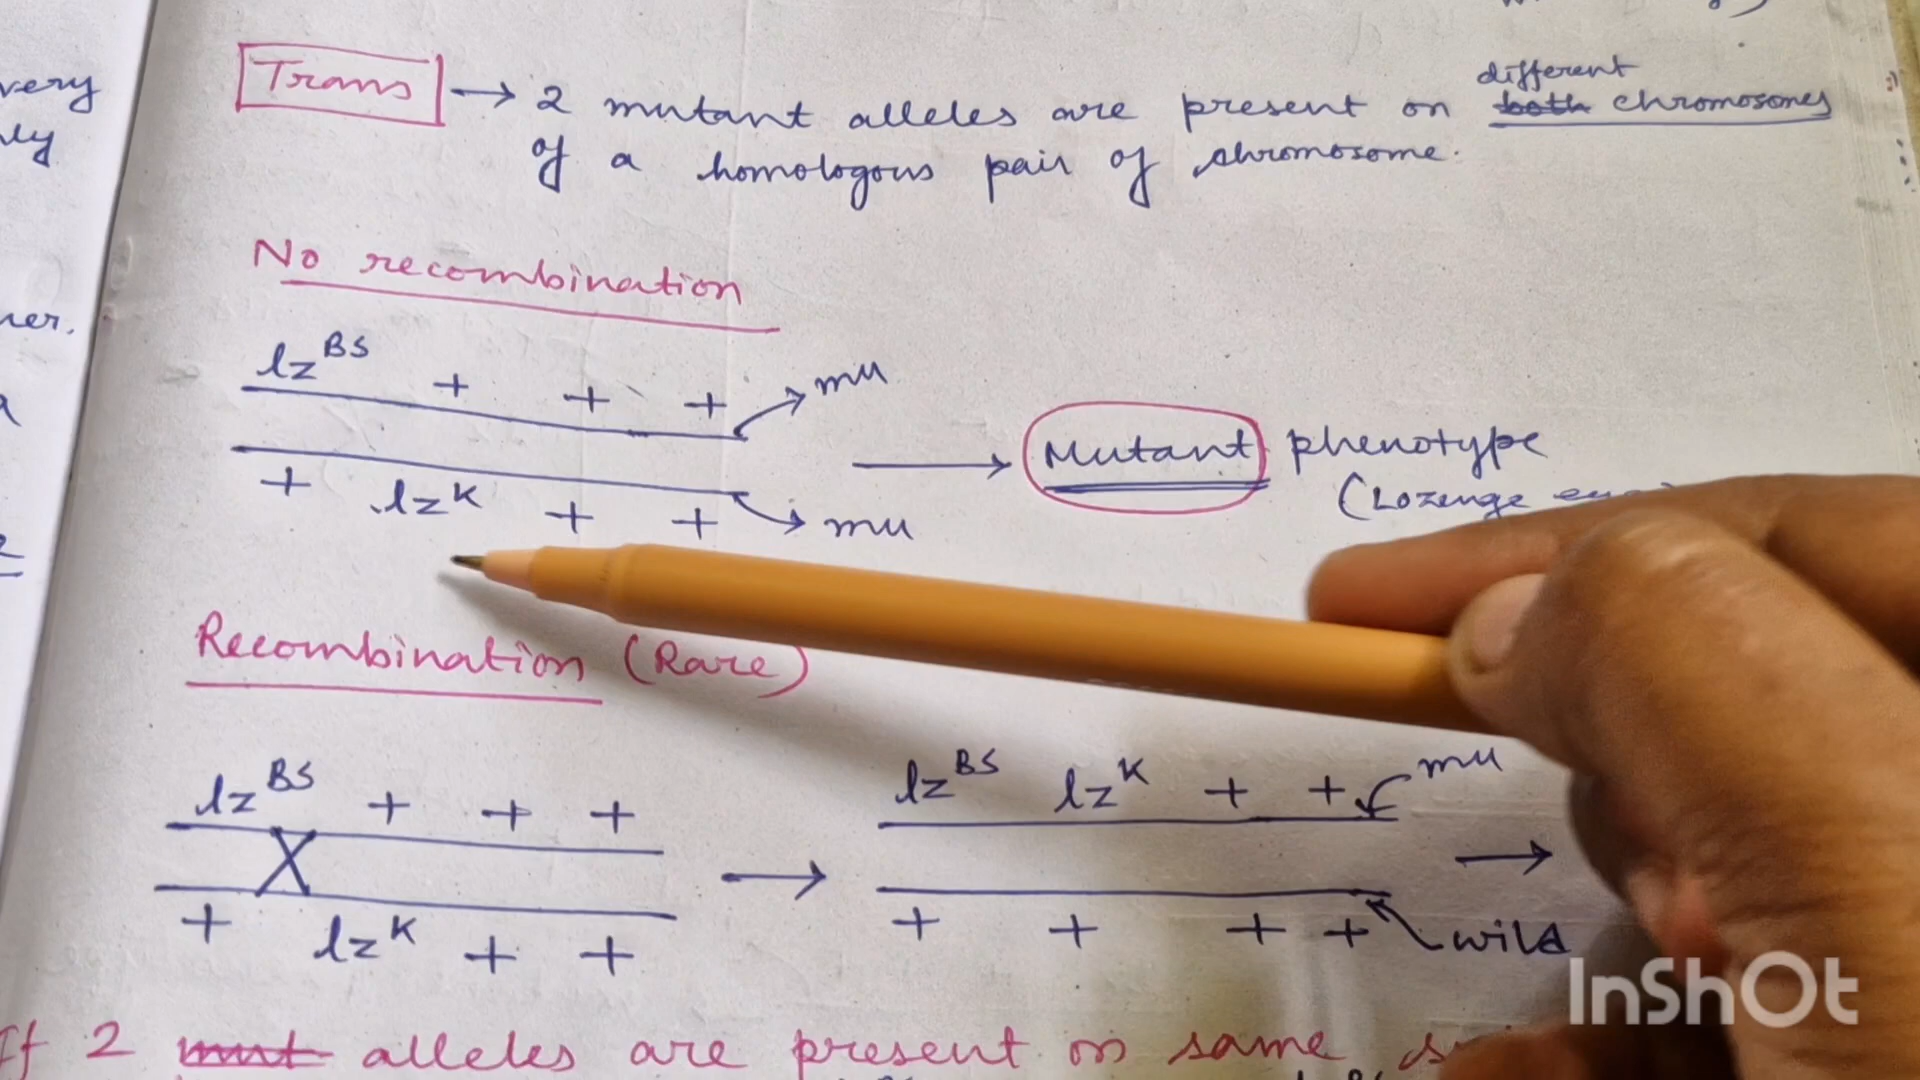 very
Trans → 2 mutant alleles are present on both different chromosomes
of a homologous pair of chromosome.
No recombination
lz^BS + + + → mu
+ lz^K + + → mu
→ Mutant phenotype
(Lozenge
Recombination (Rare)
lz^BS + + +
+ lz^K + +
→
lz^BS lz^K + + mu
+ + + + wild
→
If 2 mut alleles are present on same
InShOt